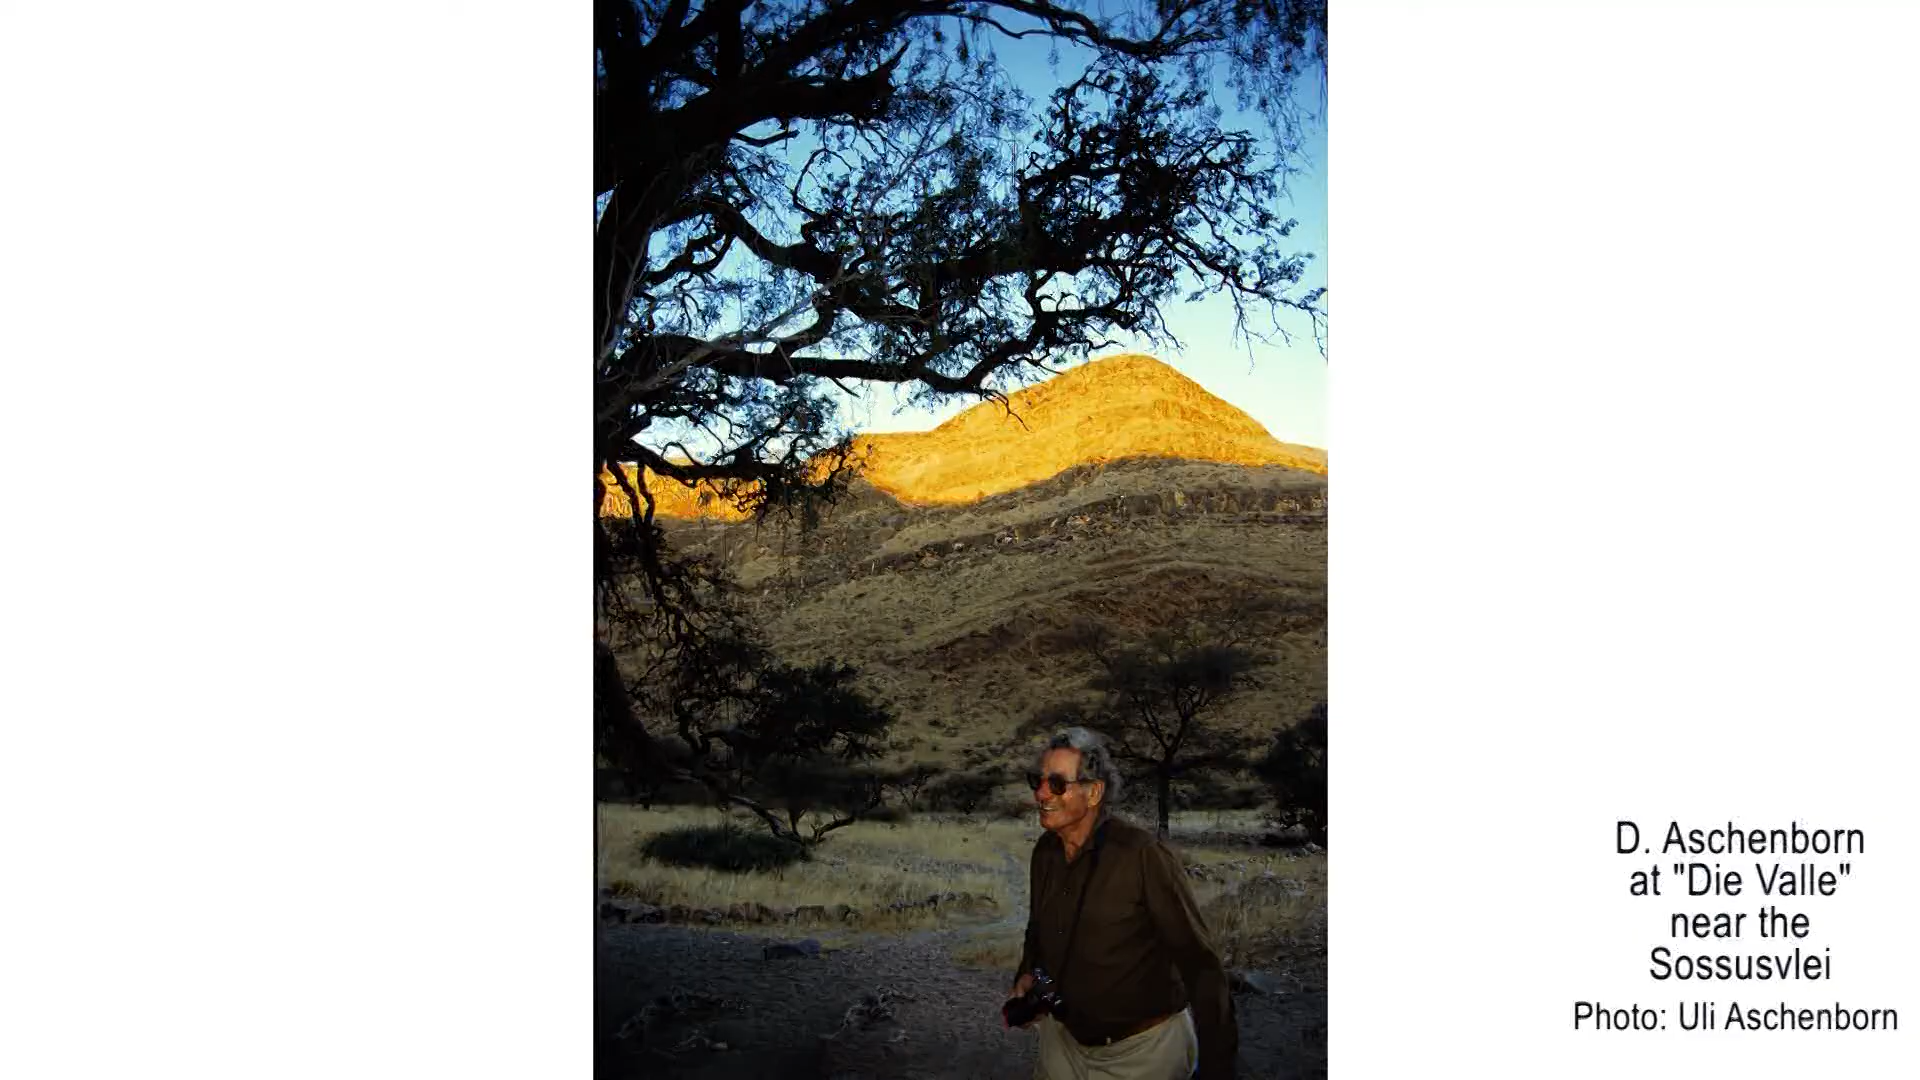 D. Aschenborn
at "Die Valle"
near the
Sossusvlei
Photo: Uli Aschenborn